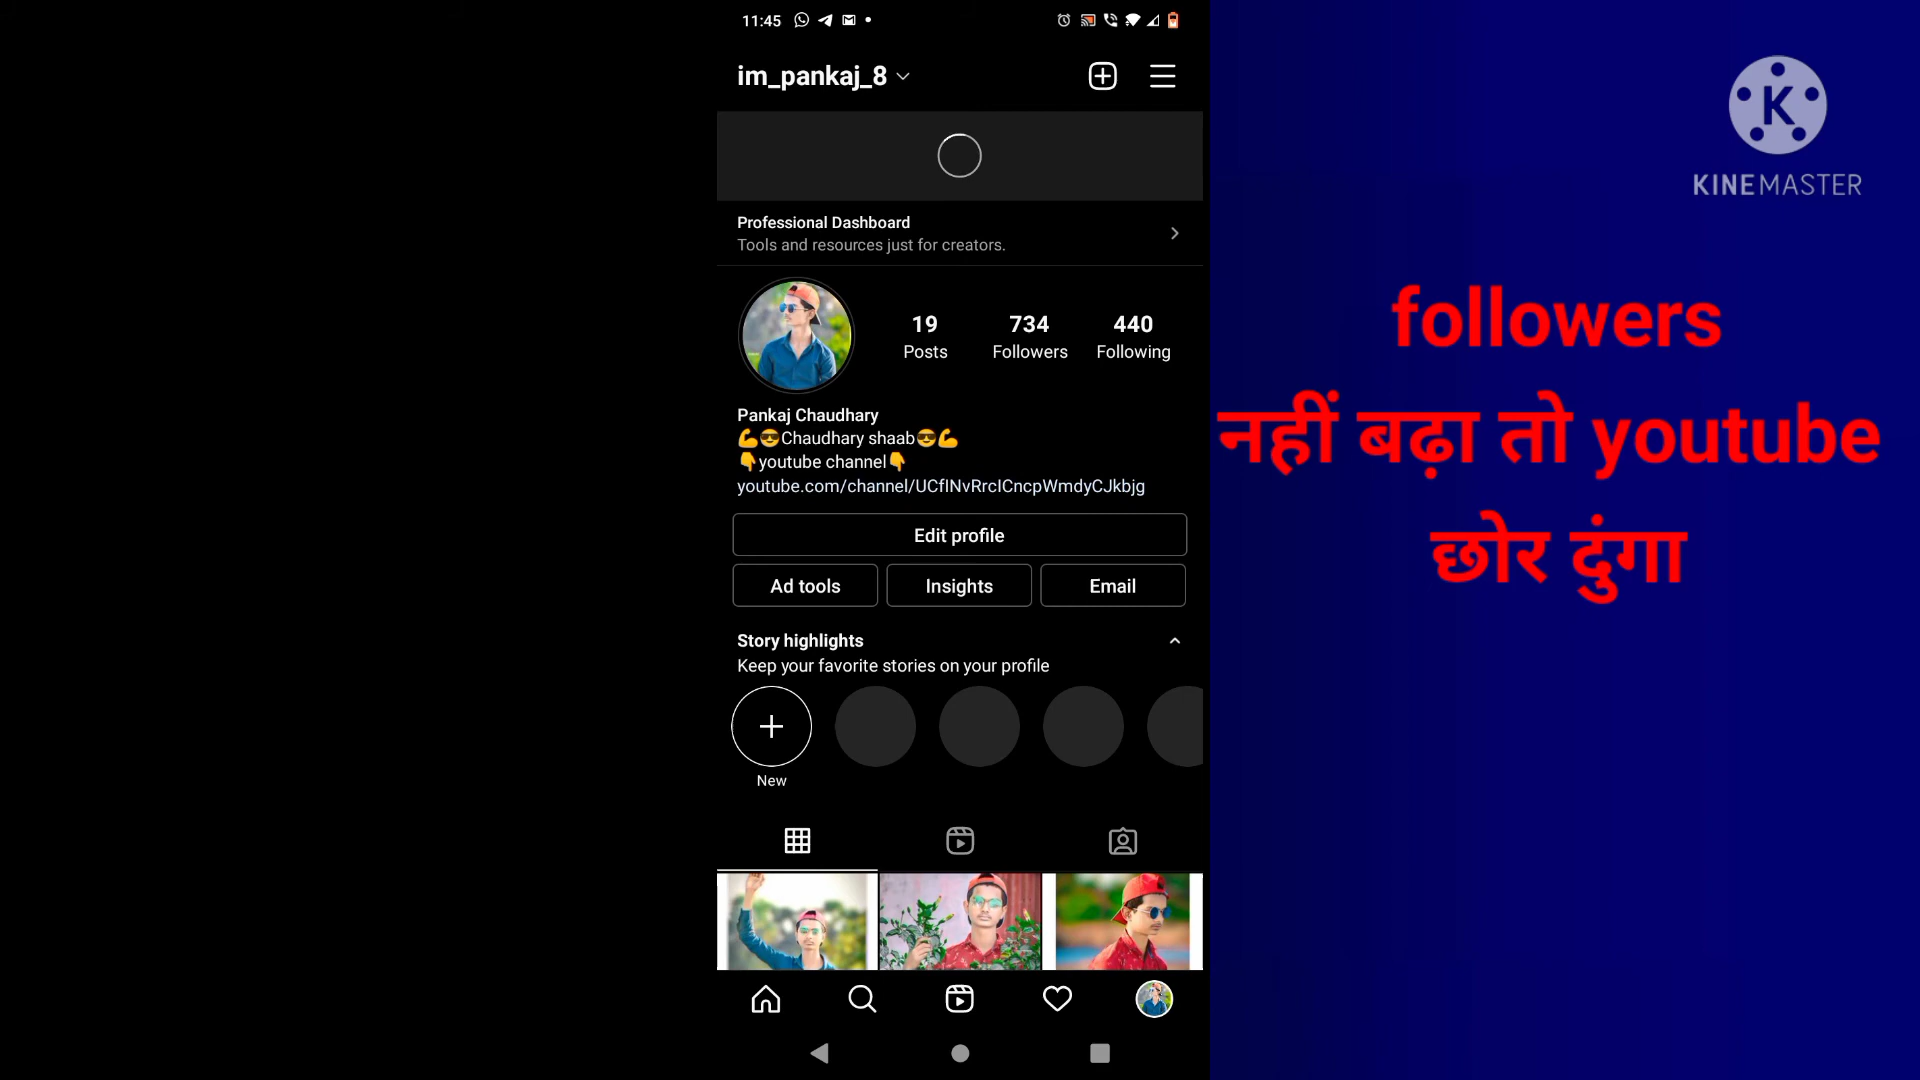 11:45
im_pankaj_8
Professional Dashboard
Tools and resources just for creators.
19
Posts
734
Followers
440
Following
Pankaj Chaudhary
💪😎Chaudhary shaab😎💪
👇youtube channel👇
youtube.com/channel/UCfINvRrcICncpWmdyCJkbjg
Edit profile
Ad tools
Insights
Email
Story highlights
Keep your favorite stories on your profile
New
K
KINEMASTER
followers
नहीं बढ़ा तो youtube
छोर दुंगा